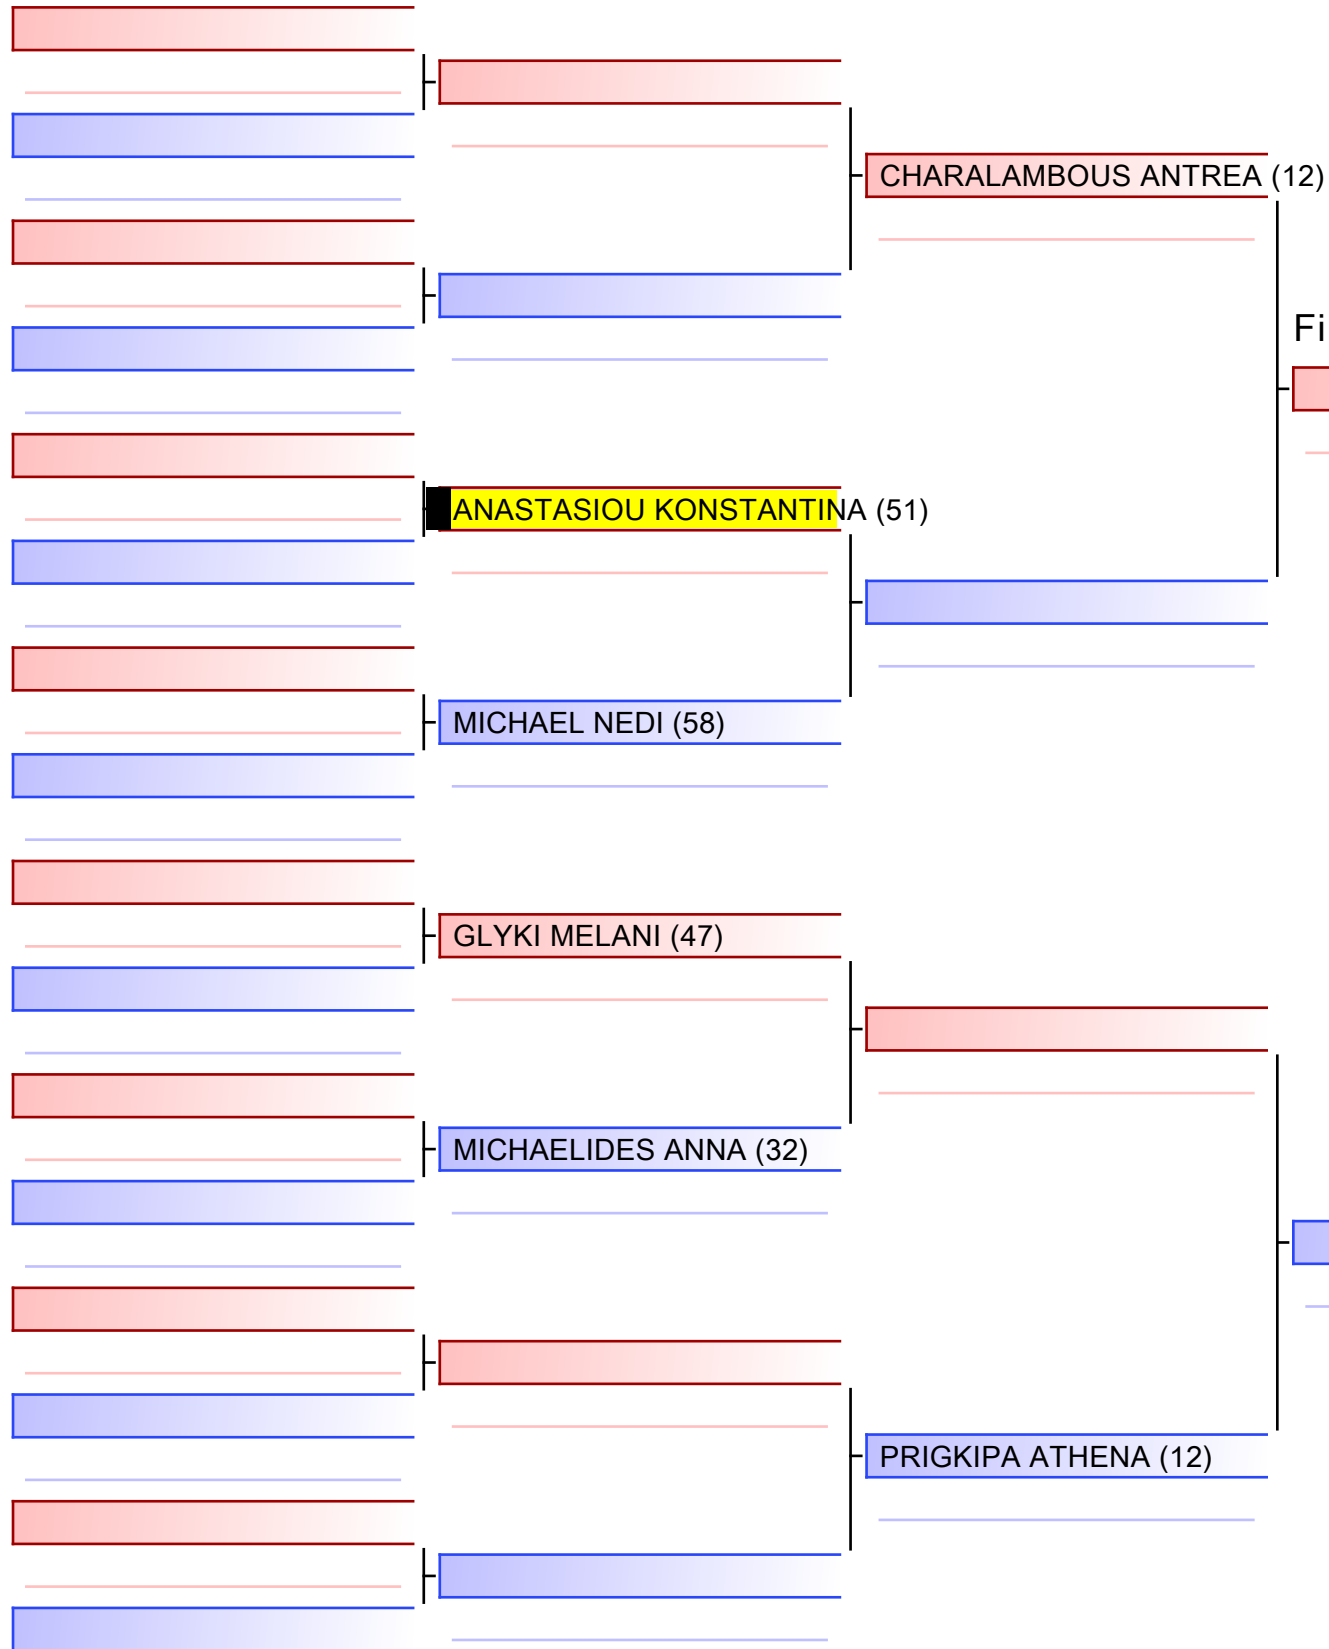 CHARALAMBOUS ANTREA (12)
Fi
ANASTASIOU KONSTANTINA (51)
MICHAEL NEDI (58)
GLYKI MELANI (47)
MICHAELIDES ANNA (32)
PRIGKIPA ATHENA (12)